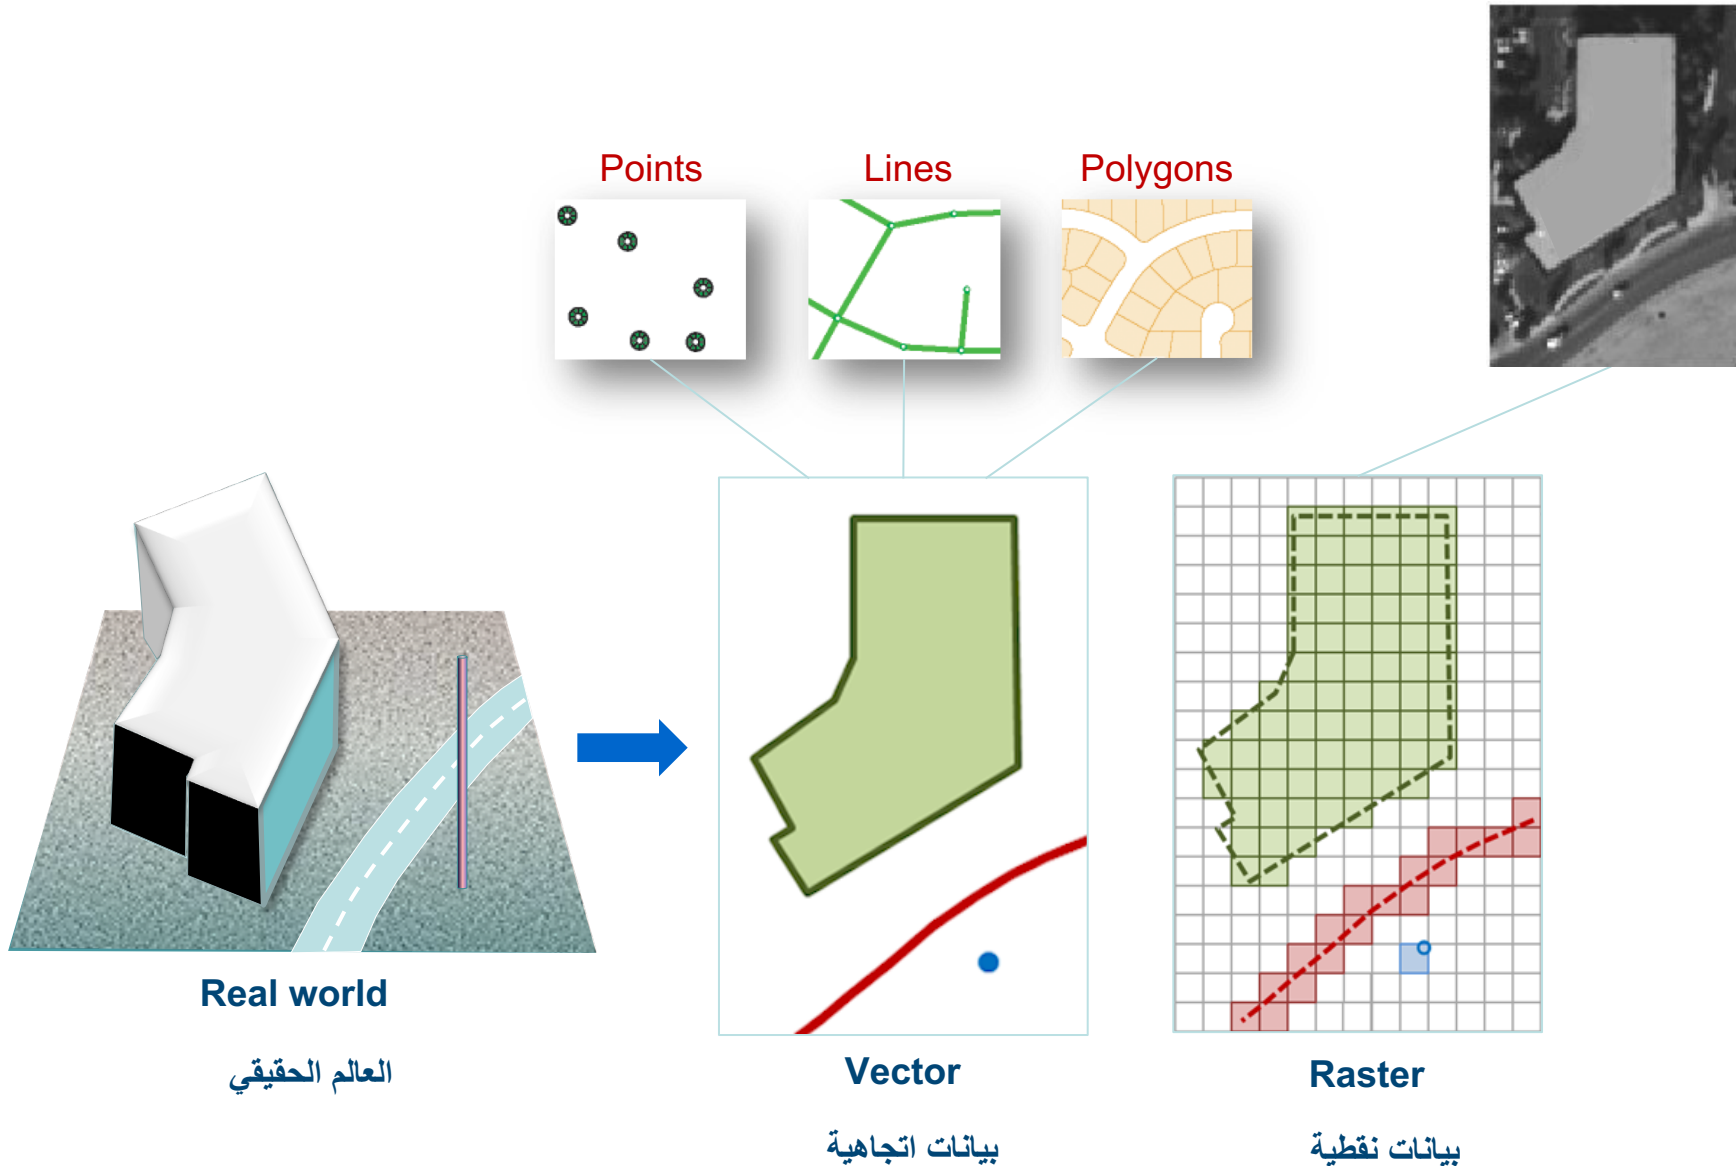 Points
Lines
Polygons
Real world
العالم الحقيقي
Vector
بيانات اتجاهية
Raster
بيانات نقطية